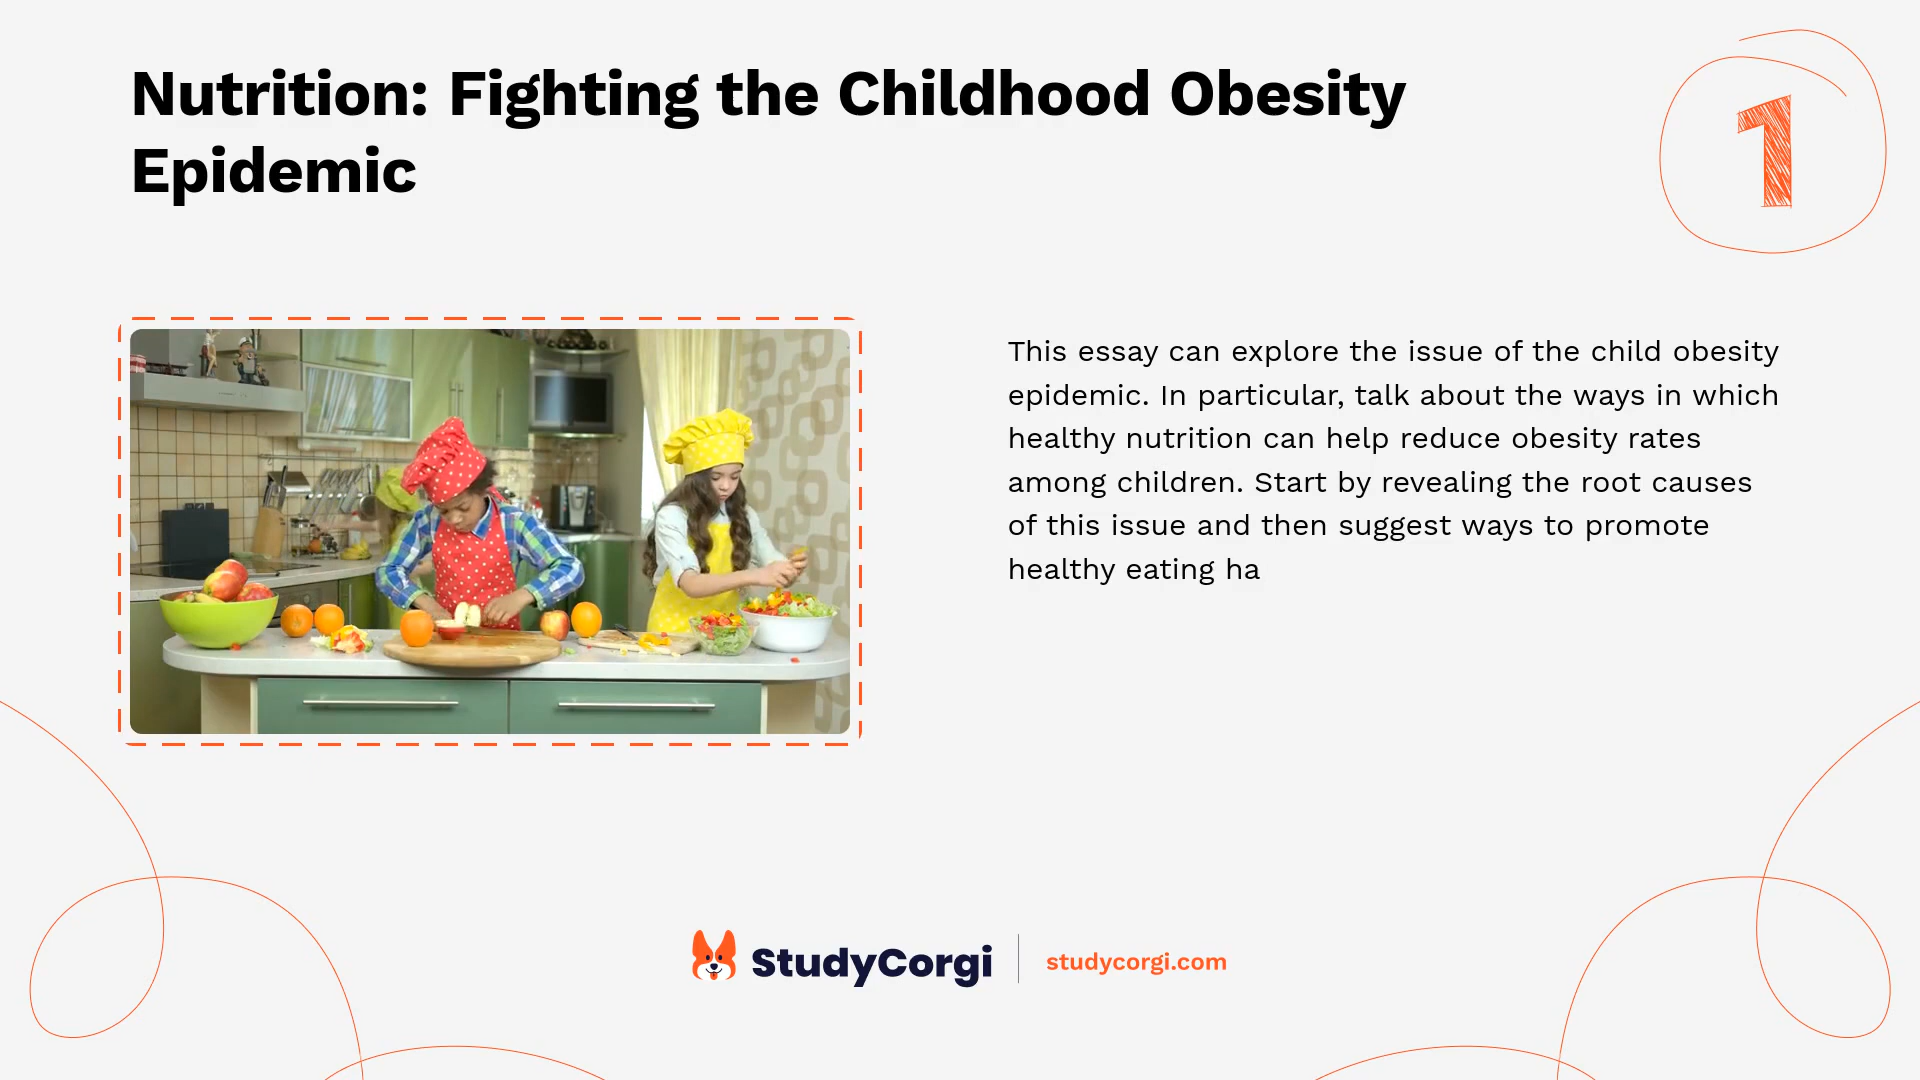 Nutrition: Fighting the Childhood Obesity
Epidemic
1
This essay can explore the issue of the child obesity
epidemic. In particular, talk about the ways in which
healthy nutrition can help reduce obesity rates
among children. Start by revealing the root causes
of this issue and then suggest ways to promote
healthy eating ha
StudyCorgi
studycorgi.com